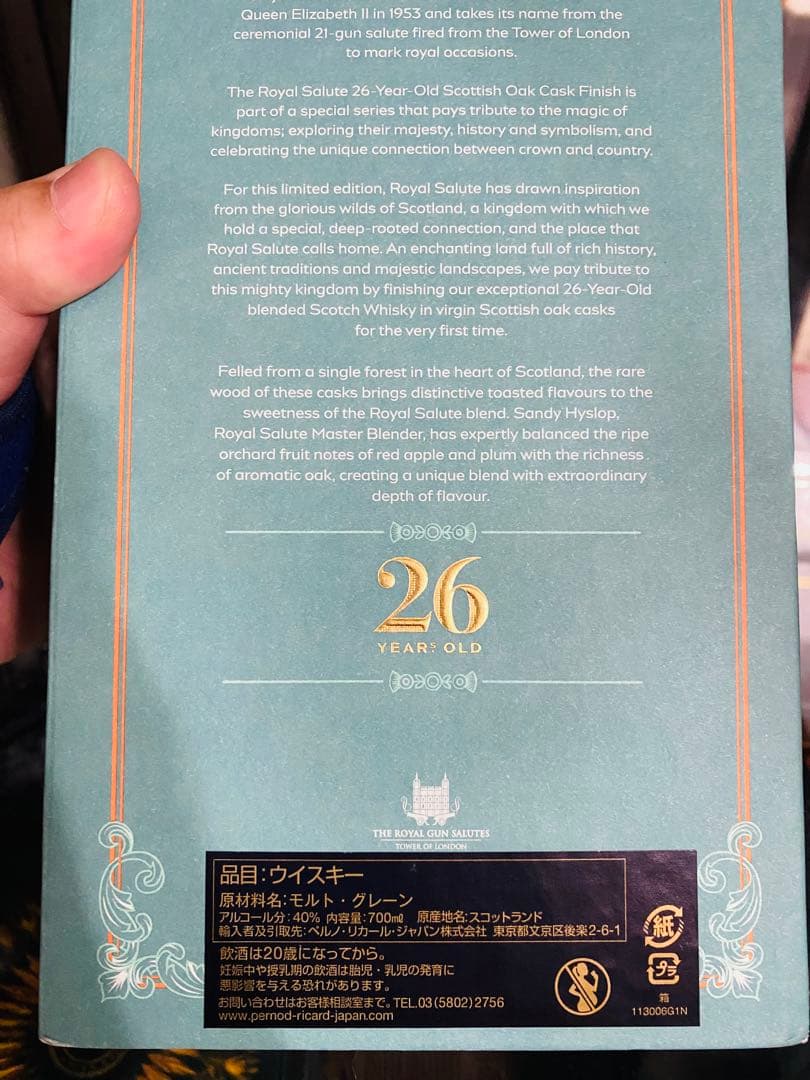 Queen Elizabeth II in 1953 and takes its name from the
ceremonial 21-gun salute fired from the Tower of London
to mark royal occasions.
The Royal Salute 26-Year-Old Scottish Oak Cask Finish is
part of a special series that pays tribute to the magic of
kingdoms; exploring their majesty, history and symbolism, and
celebrating the unique connection between crown and country.
For this limited edition, Royal Salute has drawn inspiration
from the glorious wilds of Scotland, a kingdom with which we
hold a special, deep-rooted connection, and the place that
Royal Salute calls home. An enchanting land full of rich history,
ancient traditions and majestic landscapes, we pay tribute to
this mighty kingdom by finishing our exceptional 26-Year-Old
blended Scotch Whisky in virgin Scottish oak casks
for the very first time.
Felled from a single forest in the heart of Scotland, the rare
wood of these casks brings distinctive toasted flavours to the
sweetness of the Royal Salute blend. Sandy Hyslop,
Royal Salute Master Blender, has expertly balanced the ripe
orchard fruit notes of red apple and plum with the richness
of aromatic oak, creating a unique blend with extraordinary
depth of flavour.
26
YEARS OLD
THE ROYAL GUN SALUTES
TOWER OF LONDON
品目:ウイスキー
原材料名:モルト・グレーン
アルコール分:40% 内容量:700㎖ 原産地名:スコットランド
輸入者及引取先:ペルノ・リカール・ジャパン株式会社 東京都文京区後楽2-6-1
飲酒は20歳になってから。
妊娠中や授乳期の飲酒は胎児・乳児の発育に
悪影響を与える恐れがあります。
お問い合わせはお客様相談室まで。TEL.03(5802)2756
www.pernod-ricard-japan.com
紙
プラ
箱
113006G1N